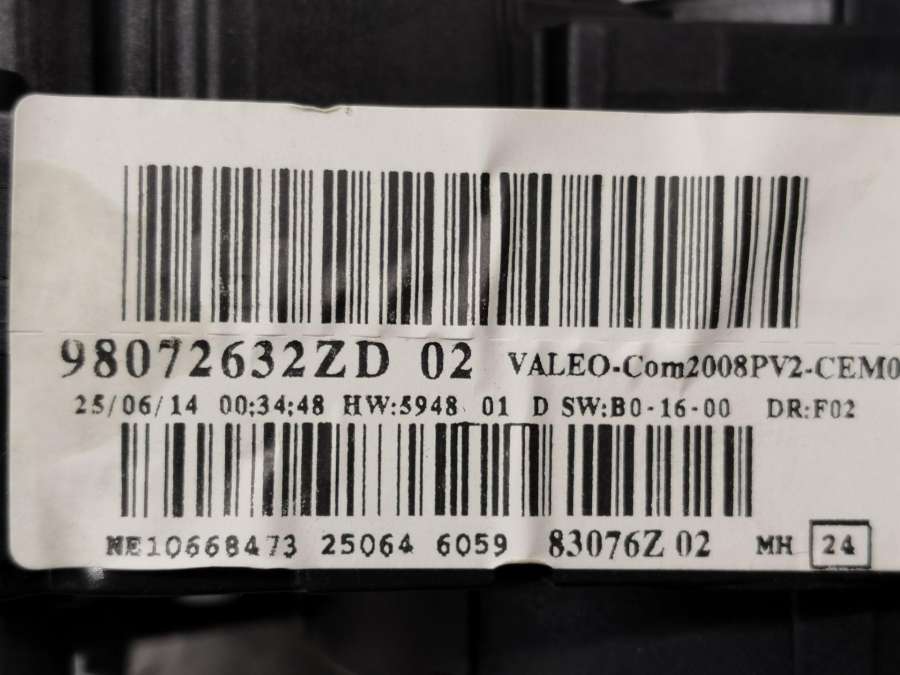 98072632ZD 02 VALEO-Com2008PV2-CEM0
25/06/14 00:34:48 HW:5948 01 D SW:B0-16-00 DR:F02
NE10668473 25064 6059 83076Z 02 MH 24